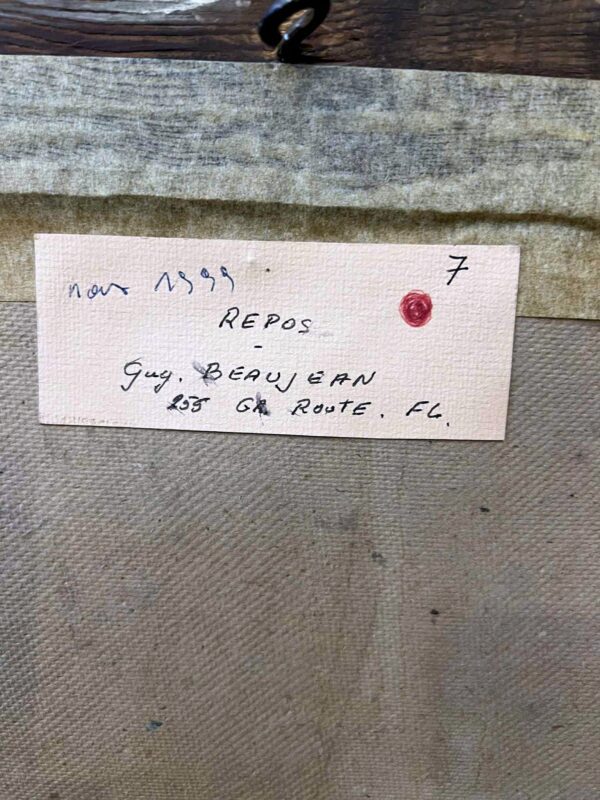 nov 1999
7
REPOS
-
Guy. BEAUJEAN
255 GR ROUTE. FL.